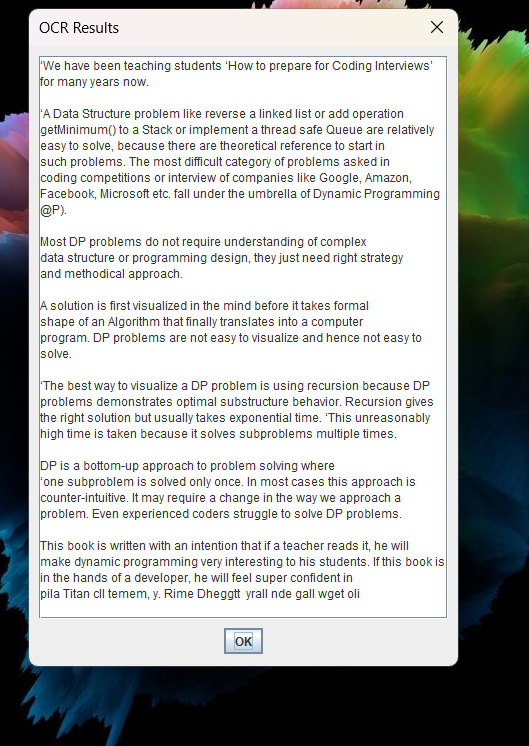 OCR Results
‘We have been teaching students ‘How to prepare for Coding Interviews’
for many years now.
‘A Data Structure problem like reverse a linked list or add operation
getMinimum() to a Stack or implement a thread safe Queue are relatively
easy to solve, because there are theoretical reference to start in
such problems. The most difficult category of problems asked in
coding competitions or interview of companies like Google, Amazon,
Facebook, Microsoft etc. fall under the umbrella of Dynamic Programming
@P).
Most DP problems do not require understanding of complex
data structure or programming design, they just need right strategy
and methodical approach.
A solution is first visualized in the mind before it takes formal
shape of an Algorithm that finally translates into a computer
program. DP problems are not easy to visualize and hence not easy to
solve.
‘The best way to visualize a DP problem is using recursion because DP
problems demonstrates optimal substructure behavior. Recursion gives
the right solution but usually takes exponential time. ‘This unreasonably
high time is taken because it solves subproblems multiple times.
DP is a bottom-up approach to problem solving where
‘one subproblem is solved only once. In most cases this approach is
counter-intuitive. It may require a change in the way we approach a
problem. Even experienced coders struggle to solve DP problems.
This book is written with an intention that if a teacher reads it, he will
make dynamic programming very interesting to his students. If this book is
in the hands of a developer, he will feel super confident in
pila Titan cll temem, y. Rime Dheggtt yrall nde gall wget oli
OK